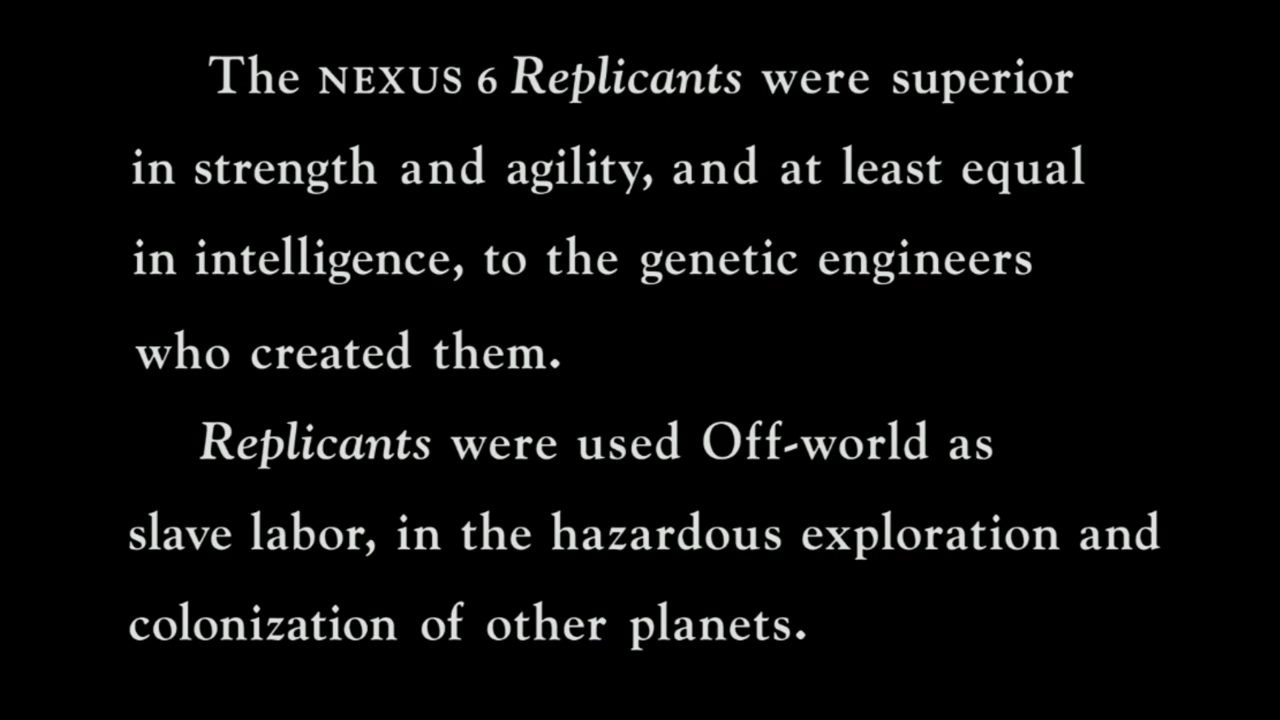 The NEXUS 6 Replicants were superior
in strength and agility, and at least equal
in intelligence, to the genetic engineers
who created them.
Replicants were used Off-world as
slave labor, in the hazardous exploration and
colonization of other planets.